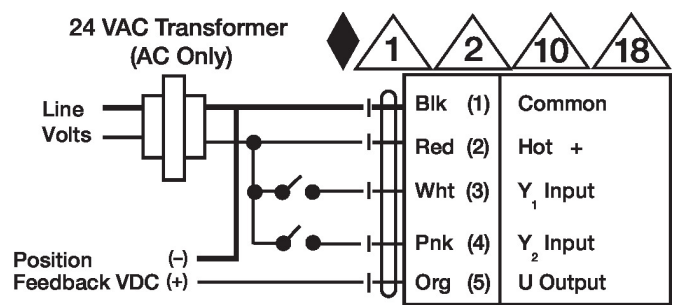 24 VAC Transformer
(AC Only)
1 2 10 18
Line
Volts
Blk (1) Common
Red (2) Hot +
Wht (3) Y1 Input
Pnk (4) Y2 Input
Org (5) U Output
Position (-)
Feedback VDC (+)